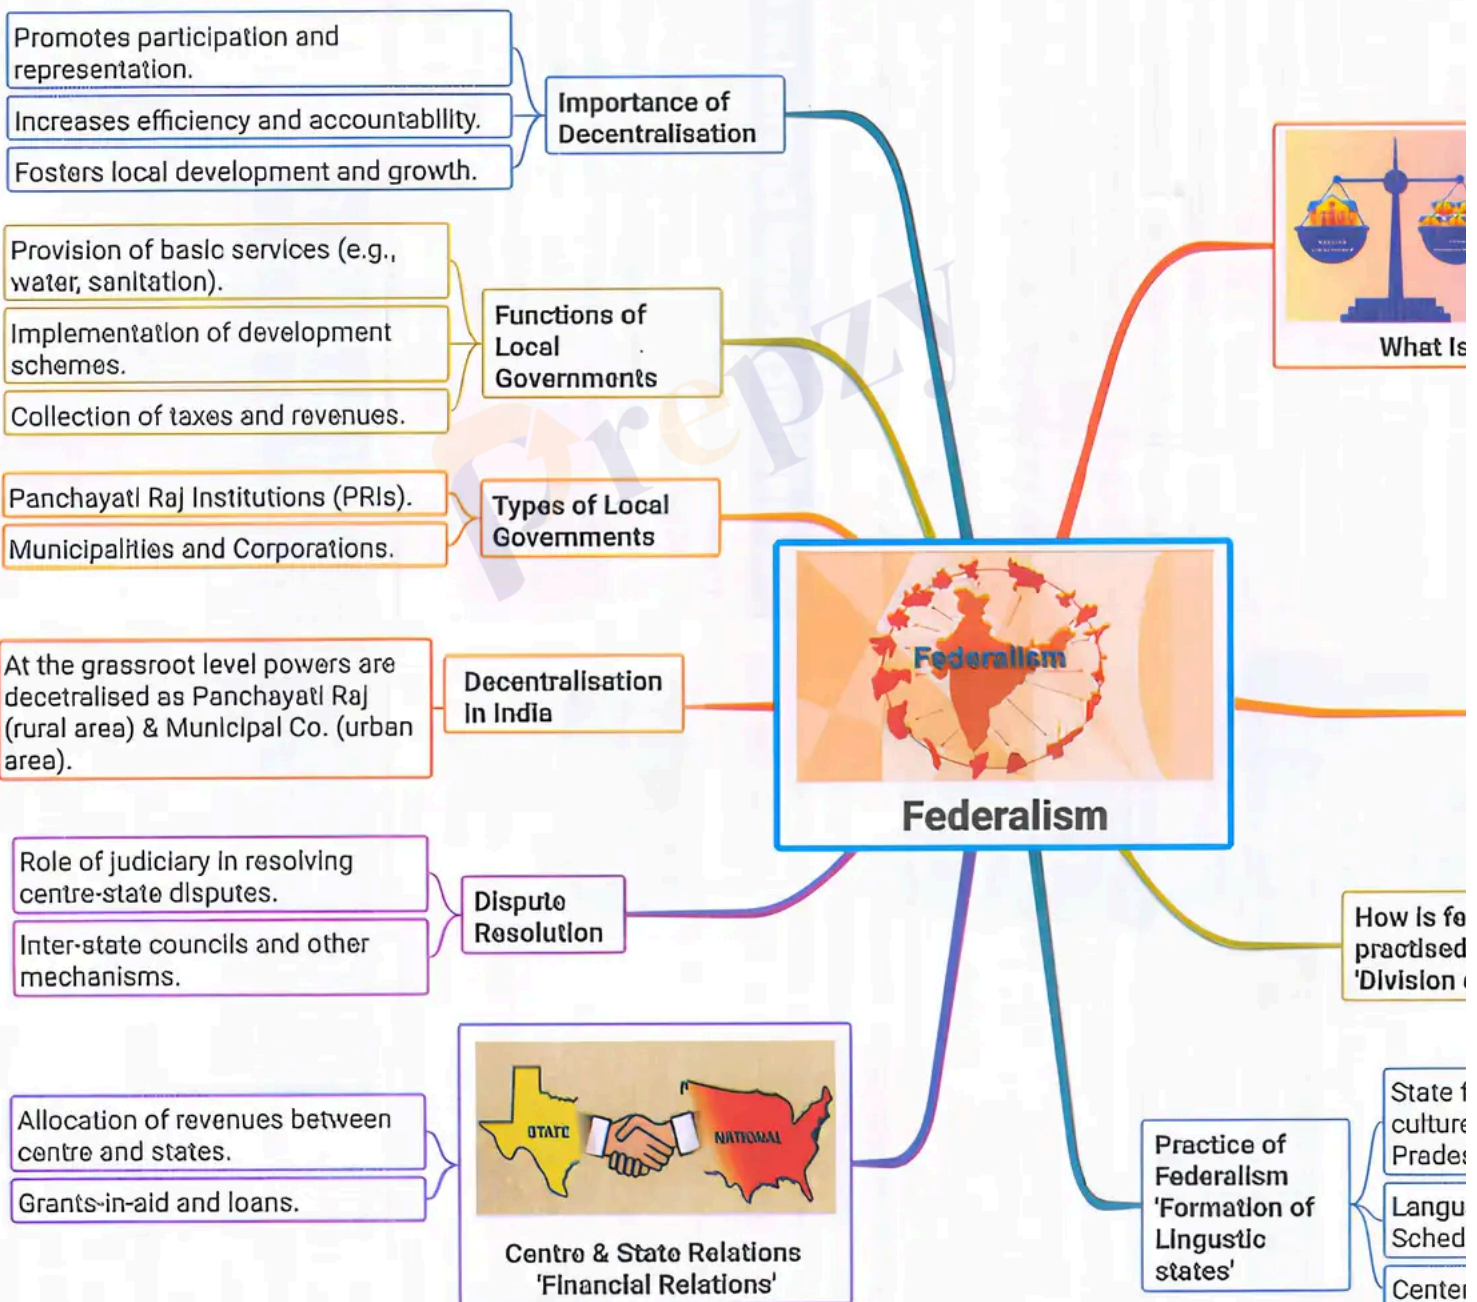 Promotes participation and
representation.
Increases efficiency and accountability.
Fosters local development and growth.
Importance of
Decentralisation
Provision of basic services (e.g.,
water, sanitation).
Implementation of development
schemes.
Collection of taxes and revenues.
Functions of
Local
Governments
Panchayati Raj Institutions (PRIs).
Municipalities and Corporations.
Types of Local
Governments
At the grassroot level powers are
decetralised as Panchayati Raj
(rural area) & Municipal Co. (urban
area).
Decentralisation
in India
Role of judiciary in resolving
centre-state disputes.
Inter-state councils and other
mechanisms.
Dispute
Resolution
Allocation of revenues between
centre and states.
Grants-in-aid and loans.
STATE
NATIONAL
Centre & State Relations
'Financial Relations'
Prepzy
Federalism
Federalism
What Is
How is fe
practised
'Division
Practice of
Federalism
'Formation of
Lingustic
states'
State f
culture
Prades
Langu
Sched
Center